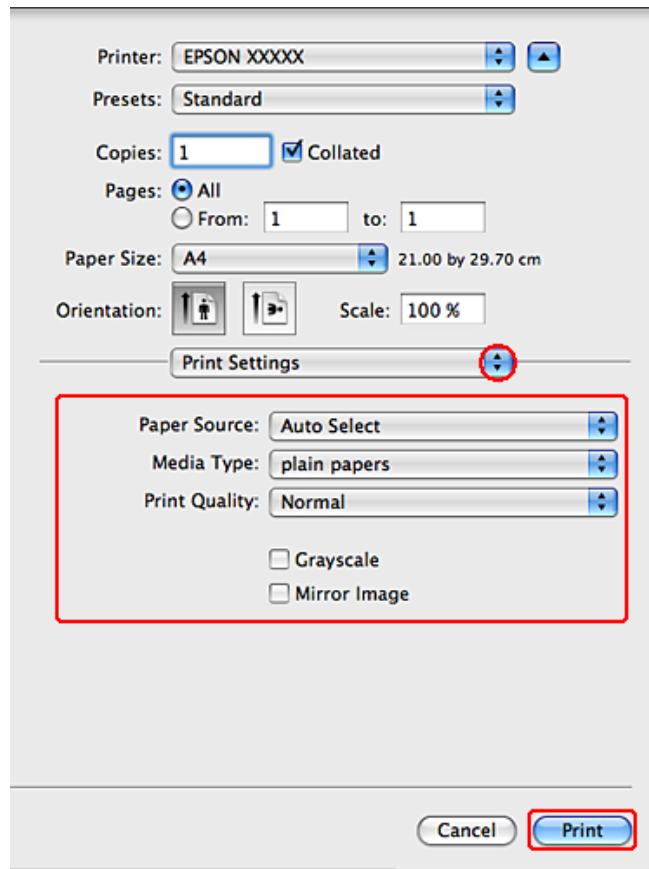 Printer: EPSON XXXXX
Presets: Standard
Copies: 1 Collated
Pages: All
From: 1 to: 1
Paper Size: A4 21.00 by 29.70 cm
Orientation: Scale: 100 %
Print Settings
Paper Source: Auto Select
Media Type: plain papers
Print Quality: Normal
Grayscale
Mirror Image
Cancel Print